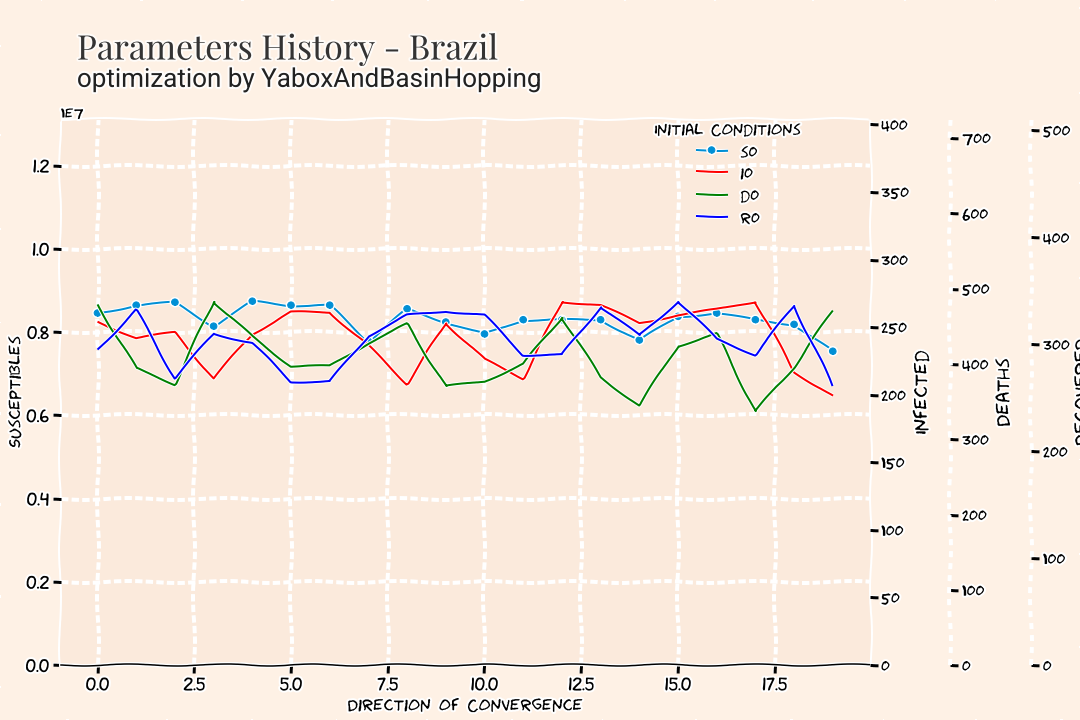 Parameters History - Brazil
optimization by YaboxAndBasinHopping
1E7
INITIAL CONDITIONS
S0
I0
D0
R0
1.2
1.0
0.8
0.6
0.4
0.2
0.0
SUSCEPTIBLES
0.0 2.5 5.0 7.5 10.0 12.5 15.0 17.5
DIRECTION OF CONVERGENCE
400
350
300
250
200
150
100
50
0
INFECTED
700
600
500
400
300
200
100
0
DEATHS
500
400
300
200
100
0